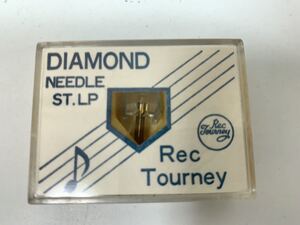 DIAMOND
NEEDLE
ST. LP
Rec
Tourney
Rec
Tourney